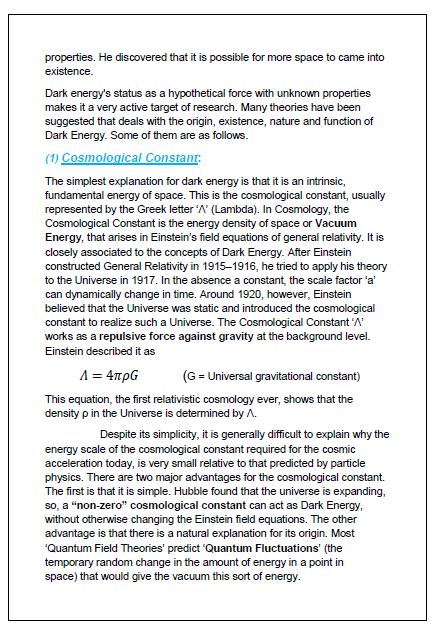 properties. He discovered that it is possible for more space to came into
existence.
Dark energy's status as a hypothetical force with unknown properties
makes it a very active target of research. Many theories have been
suggested that deals with the origin, existence, nature and function of
Dark Energy. Some of them are as follows.
(1) Cosmological Constant:
The simplest explanation for dark energy is that it is an intrinsic,
fundamental energy of space. This is the cosmological constant, usually
represented by the Greek letter ‘Λ’ (Lambda). In Cosmology, the
Cosmological Constant is the energy density of space or Vacuum
Energy, that arises in Einstein’s field equations of general relativity. It is
closely associated to the concepts of Dark Energy. After Einstein
constructed General Relativity in 1915–1916, he tried to apply his theory
to the Universe in 1917. In the absence a constant, the scale factor ‘a’
can dynamically change in time. Around 1920, however, Einstein
believed that the Universe was static and introduced the cosmological
constant to realize such a Universe. The Cosmological Constant ‘Λ’
works as a repulsive force against gravity at the background level.
Einstein described it as
Λ = 4πρG (G = Universal gravitational constant)
This equation, the first relativistic cosmology ever, shows that the
density ρ in the Universe is determined by Λ.
Despite its simplicity, it is generally difficult to explain why the
energy scale of the cosmological constant required for the cosmic
acceleration today, is very small relative to that predicted by particle
physics. There are two major advantages for the cosmological constant.
The first is that it is simple. Hubble found that the universe is expanding,
so, a “non-zero” cosmological constant can act as Dark Energy,
without otherwise changing the Einstein field equations. The other
advantage is that there is a natural explanation for its origin. Most
‘Quantum Field Theories’ predict ‘Quantum Fluctuations’ (the
temporary random change in the amount of energy in a point in
space) that would give the vacuum this sort of energy.